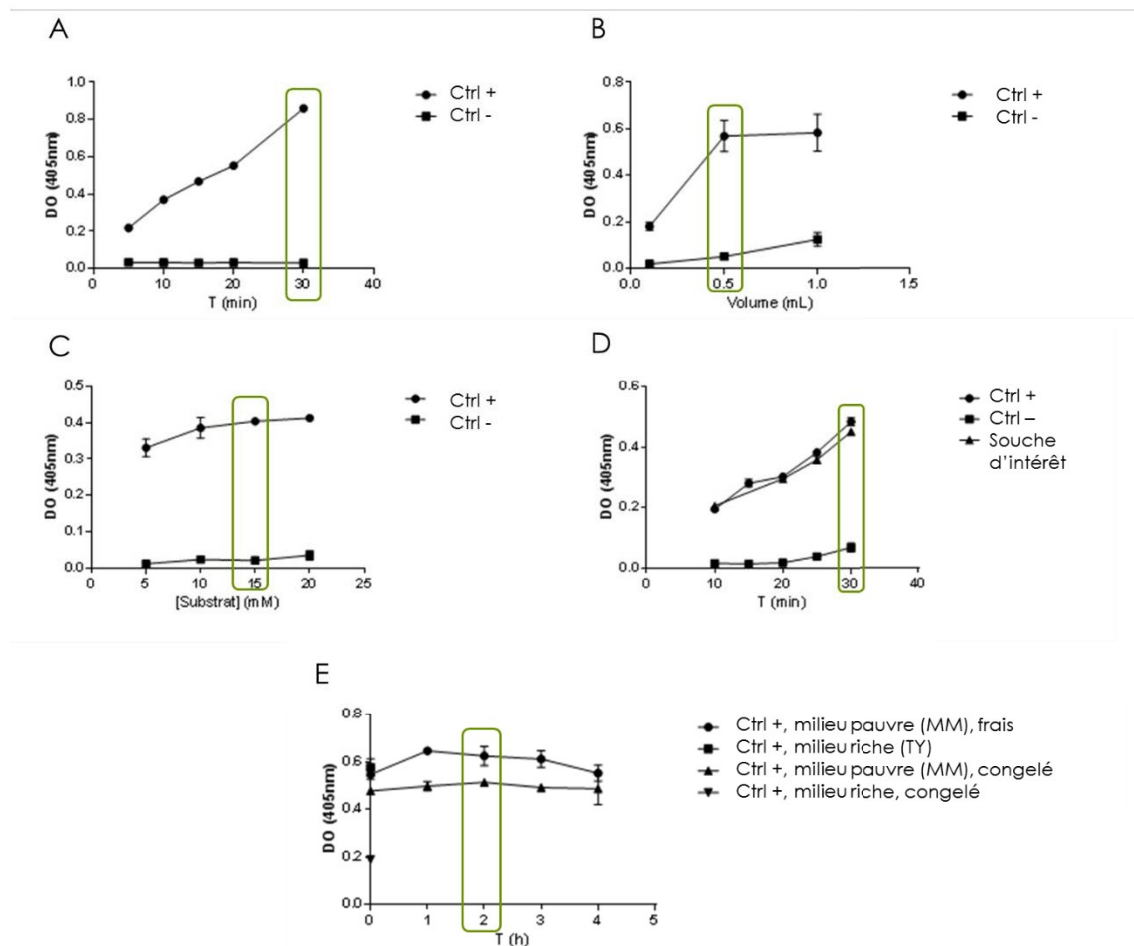 A
DO (405nm)
1.0
0.8
0.6
0.4
0.2
0.0
0 10 20 30 40
T (min)
Ctrl +
Ctrl -
B
DO (405nm)
0.8
0.6
0.4
0.2
0.0
0.0 0.5 1.0 1.5
Volume (mL)
Ctrl +
Ctrl -
C
DO (405nm)
0.5
0.4
0.3
0.2
0.1
0.0
0 5 10 15 20 25
[Substrat] (mM)
Ctrl +
Ctrl -
D
DO (405nm)
0.6
0.4
0.2
0.0
0 10 20 30 40
T (min)
Ctrl +
Ctrl –
Souche
d'intérêt
E
DO (405nm)
0.8
0.6
0.4
0.2
0.0
0 1 2 3 4 5
T (h)
Ctrl +, milieu pauvre (MM), frais
Ctrl +, milieu riche (TY)
Ctrl +, milieu pauvre (MM), congelé
Ctrl +, milieu riche, congelé